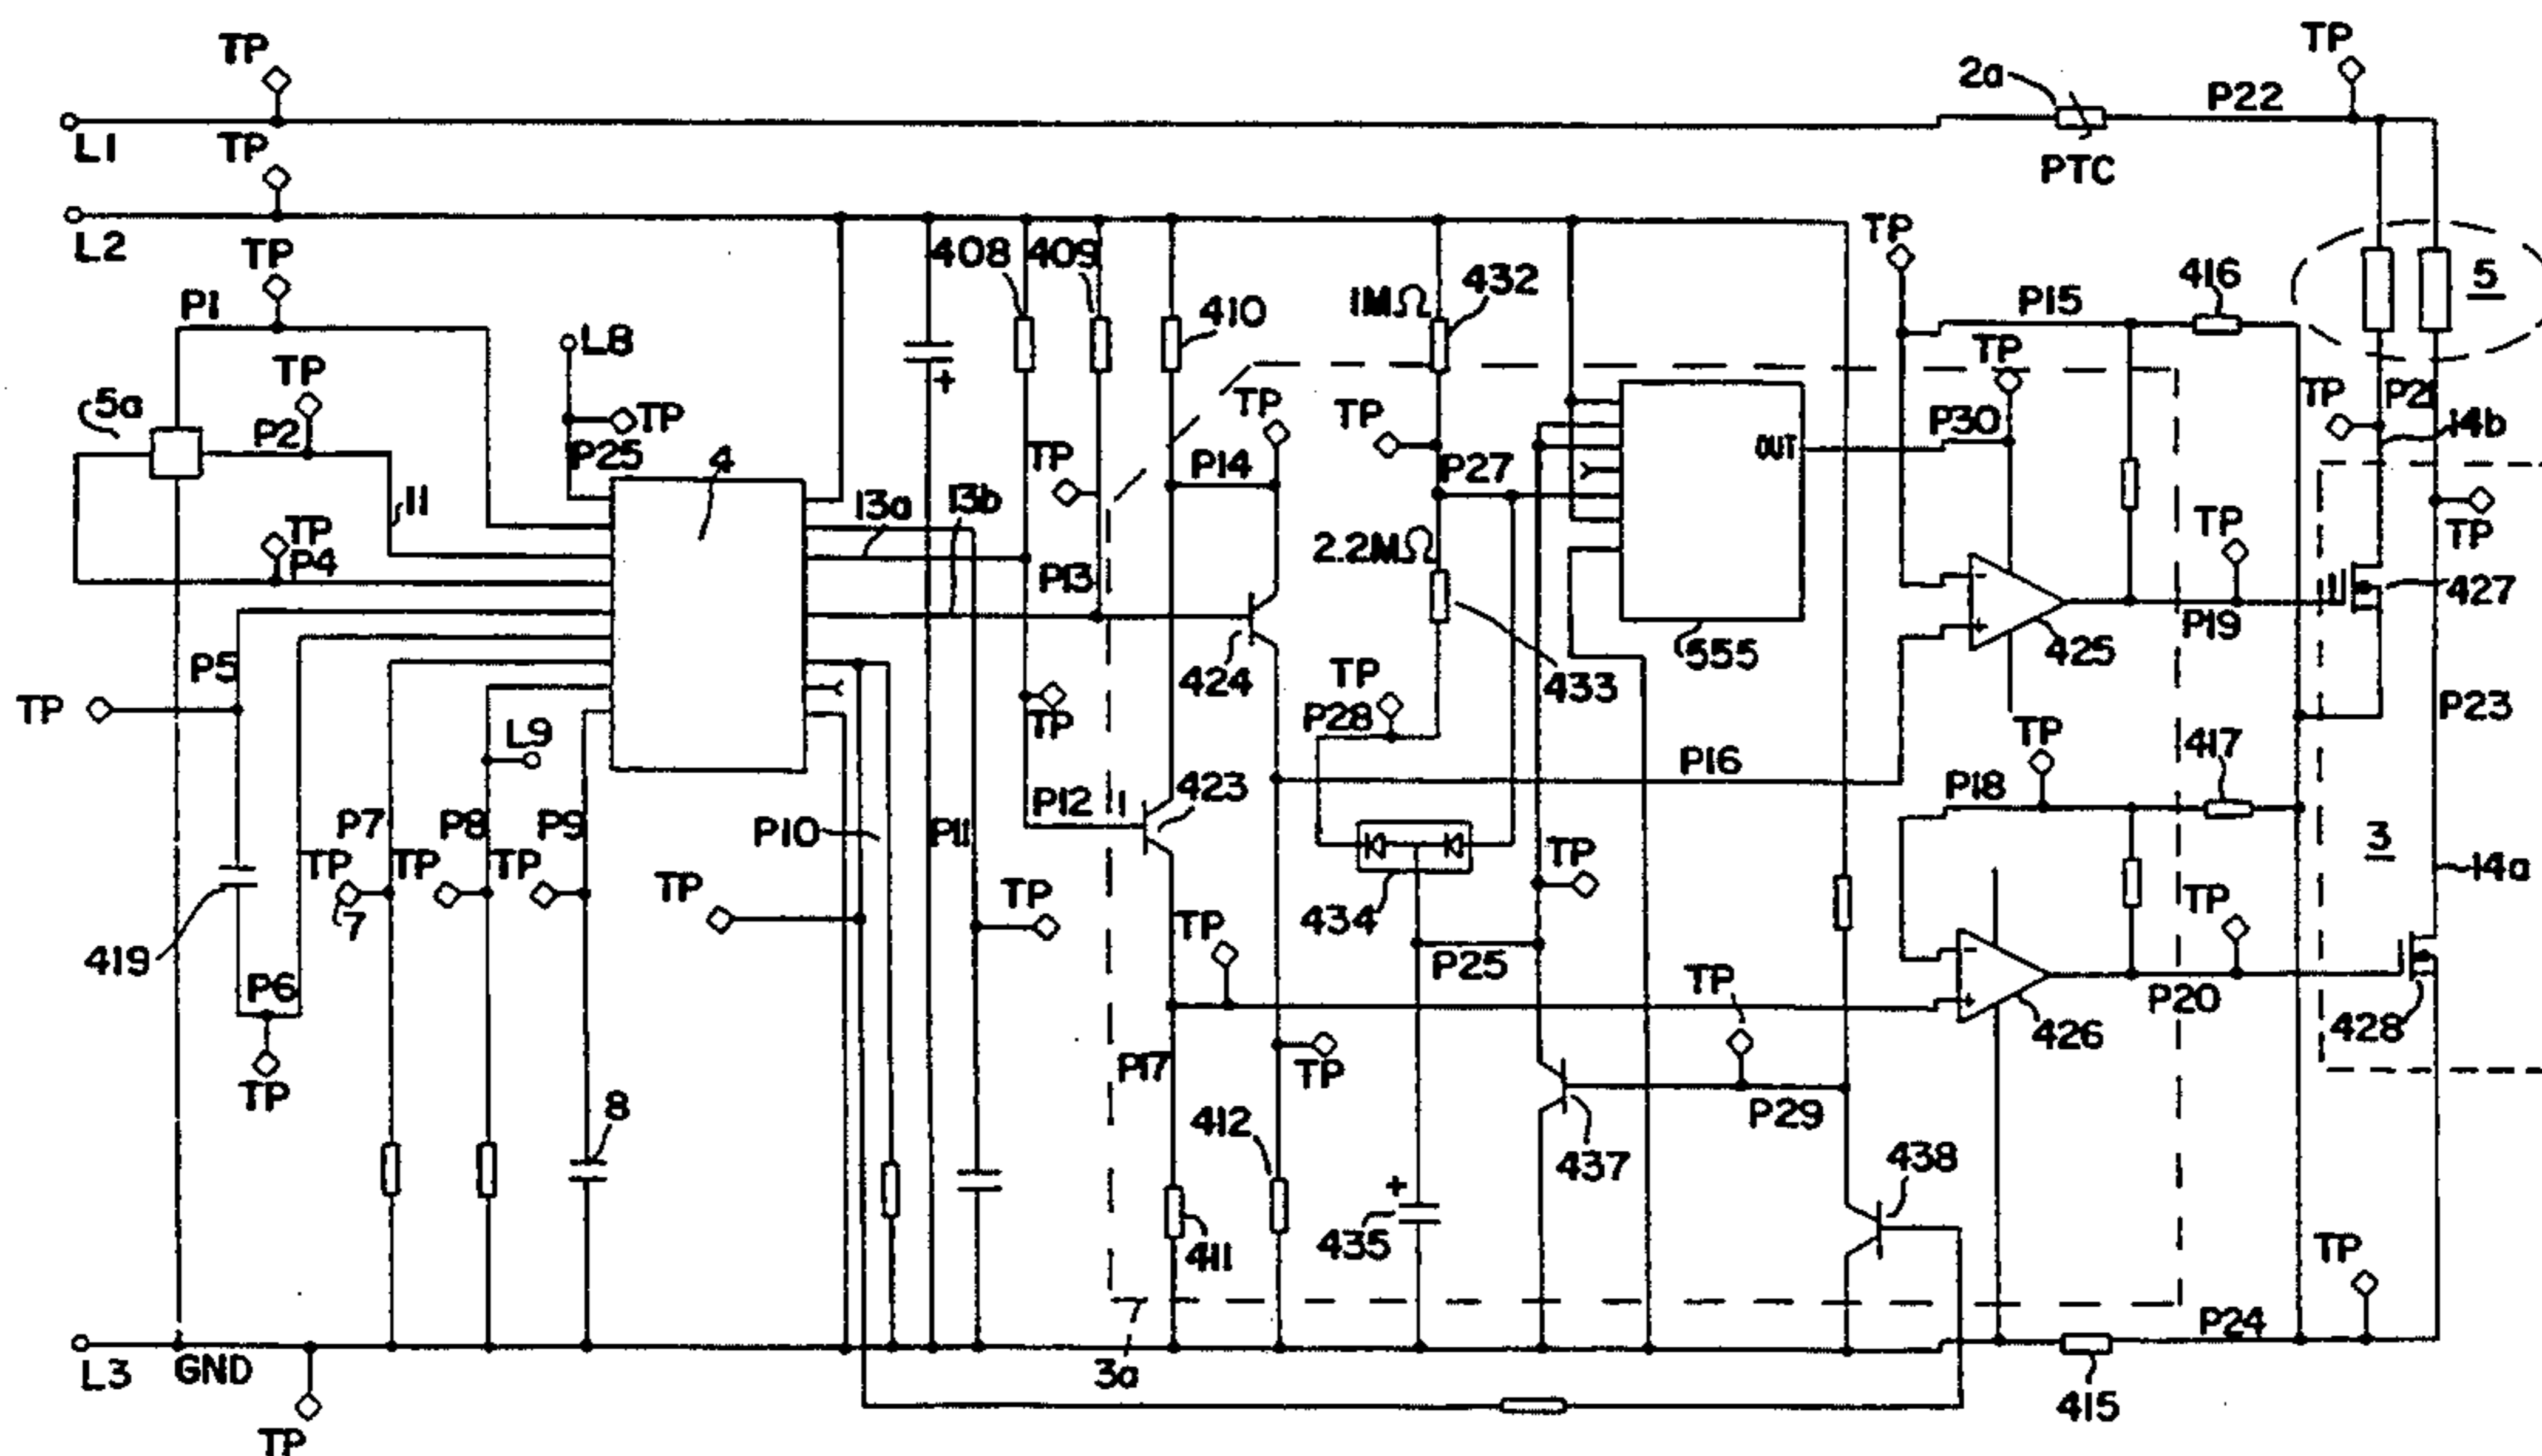 TP
TP
2a
P22
L1
TP
PTC
L2
TP
408
409
TP
P1
1MΩ
432
P15
416
5
L8
410
TP
5a
TP
TP
TP
P2
P25
4
TP
P30
TP
P21
14b
OUT
P14
P27
11
13a
13b
TP
TP
P4
2.2MΩ
TP
TP
P13
427
P19
555
425
P5
424
433
TP
TP
P28
TP
P23
L9
TP
P16
417
P12
1
423
P18
P7
P8
P9
P10
P11
3
TP
TP
TP
TP
TP
TP
14a
7
434
TP
TP
419
P25
P6
TP
P20
426
428
TP
P17
TP
P29
8
412
437
438
+
+
-
+
-
+
435
411
TP
P24
L3
GND
3a
415
TP